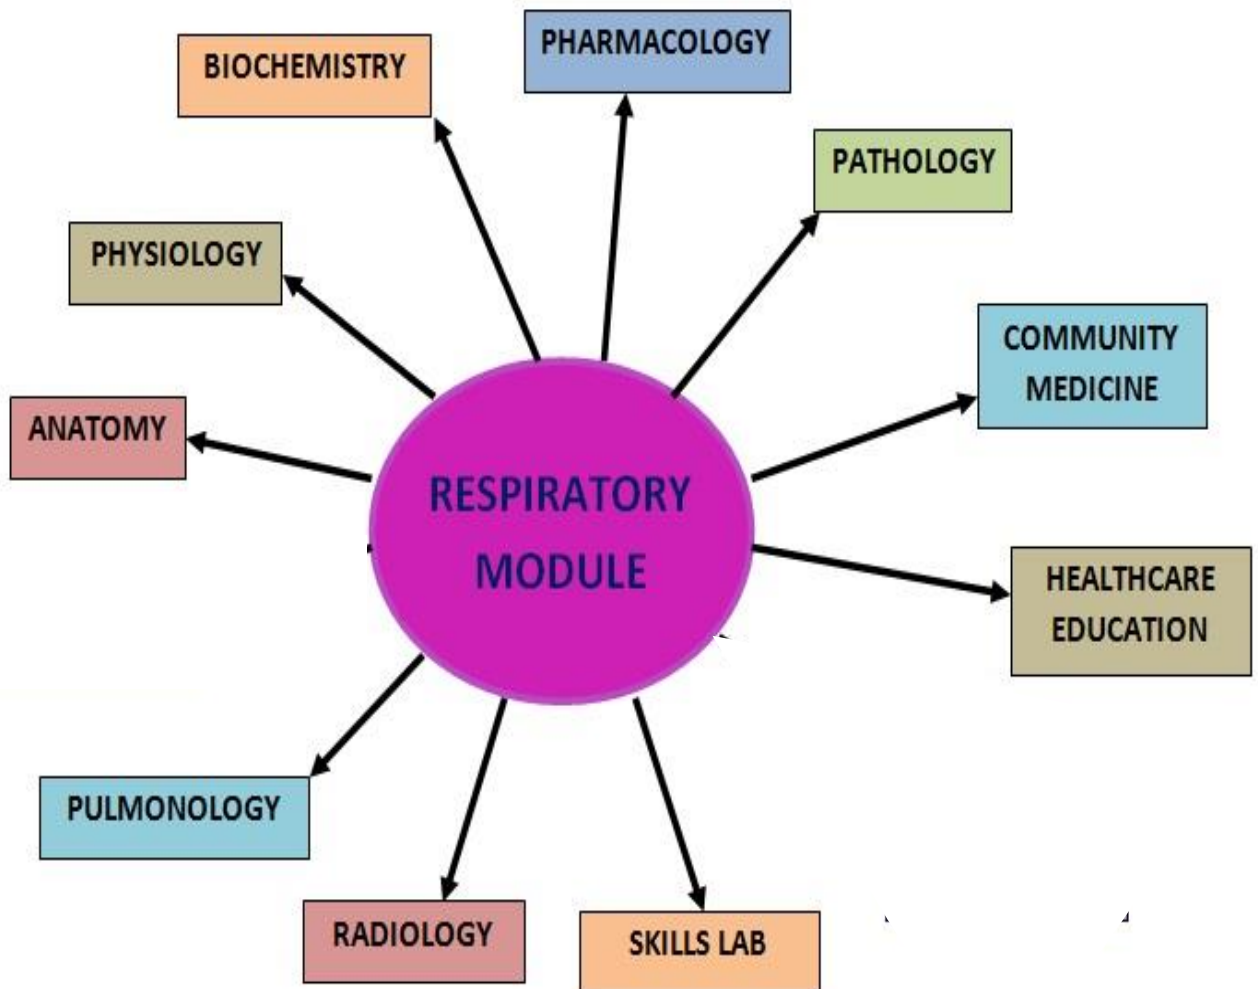 PHARMACOLOGY
BIOCHEMISTRY
PATHOLOGY
PHYSIOLOGY
COMMUNITY
MEDICINE
ANATOMY
RESPIRATORY
MODULE
HEALTHCARE
EDUCATION
PULMONOLOGY
RADIOLOGY
SKILLS LAB